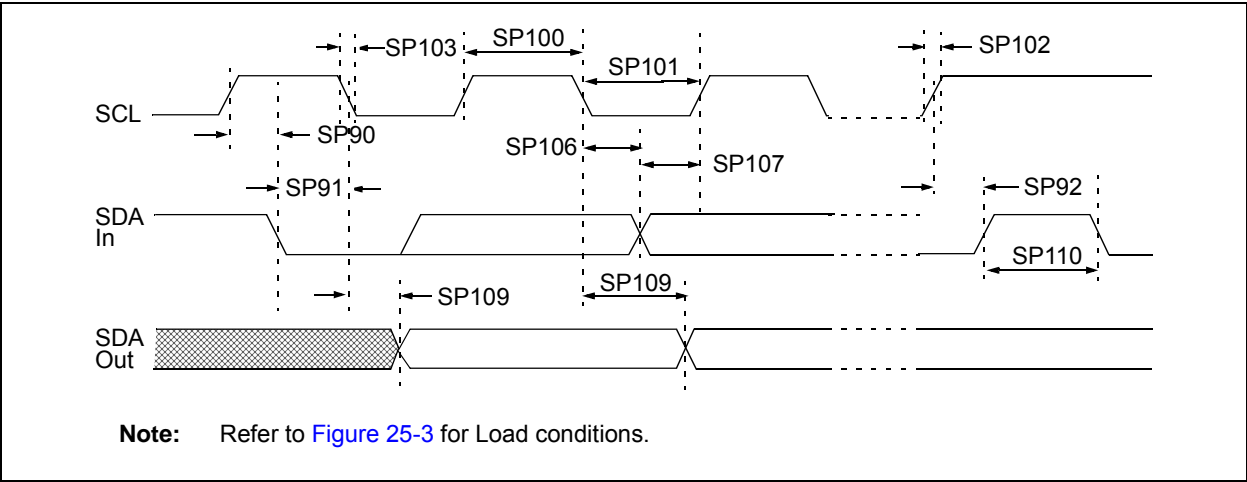 SP103
SP100
SP102
SP101
SCL
SP90
SP106
SP107
SP91
SP92
SDA
In
SP110
SP109
SP109
SDA
Out
Note: Refer to Figure 25-3 for Load conditions.